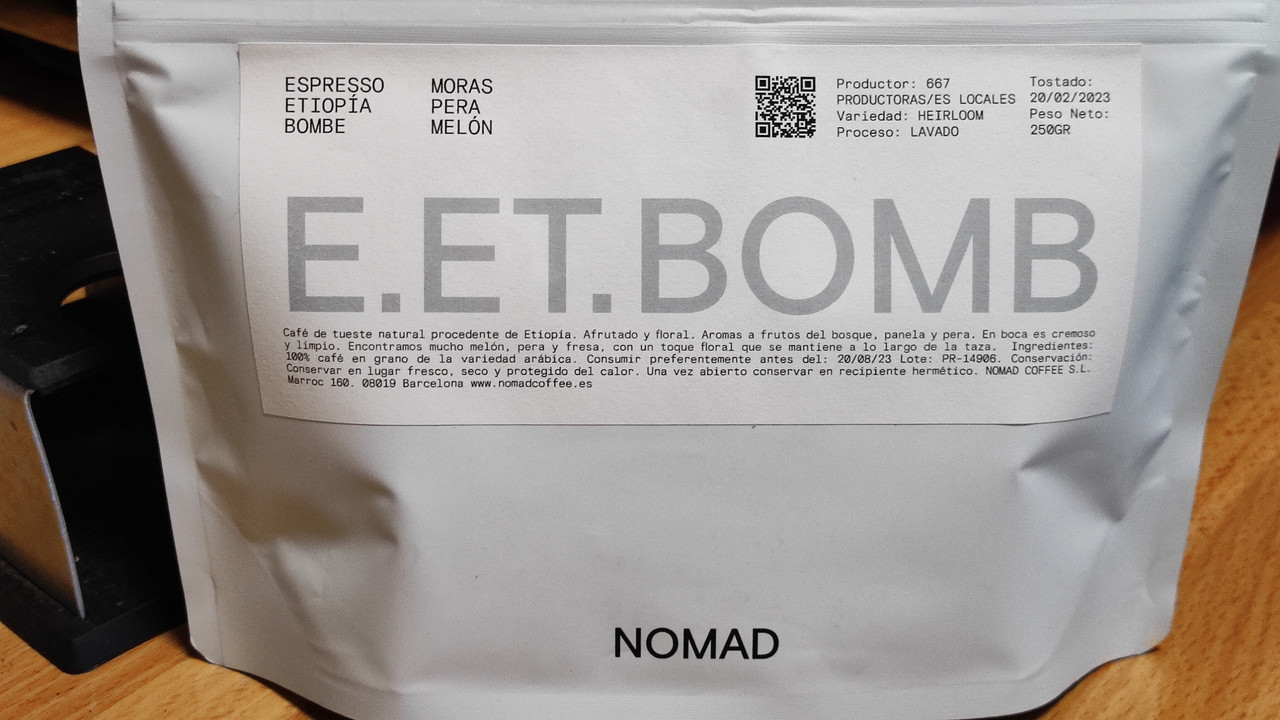 ESPRESSO
ETIOPÍA
BOMBE
MORAS
PERA
MELÓN
Productor: 667
PRODUCTORAS/ES LOCALES
Variedad: HEIRLOOM
Proceso: LAVADO
Tostado:
20/02/2023
Peso Neto:
250GR
E.ET.BOMB
Café de tueste natural procedente de Etiopía. Afrutado y floral. Aromas a frutos del bosque, panela y pera. En boca es cremoso
y limpio. Encontramos mucho melón, pera y fresa, con un toque floral que se mantiene a lo largo de la taza. Ingredientes:
100% café en grano de la variedad arábica. Consumir preferentemente antes del: 20/08/23 Lote: PR-14906. Conservación:
Conservar en lugar fresco, seco y protegido del calor. Una vez abierto conservar en recipiente hermético. NOMAD COFFEE S.L.
Marroc 160. 08019 Barcelona www.nomadcoffee.es
NOMAD